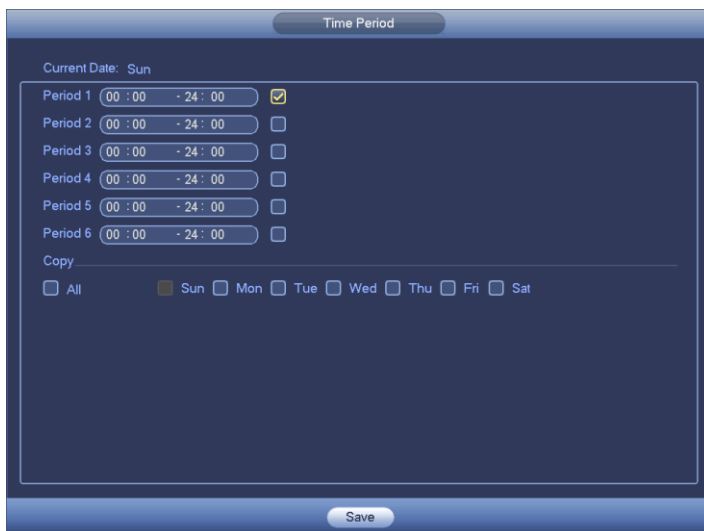 Time Period
Current Date: Sun
Period 1 00 : 00 - 24 : 00
Period 2 00 : 00 - 24 : 00
Period 3 00 : 00 - 24 : 00
Period 4 00 : 00 - 24 : 00
Period 5 00 : 00 - 24 : 00
Period 6 00 : 00 - 24 : 00
Copy
All Sun Mon Tue Wed Thu Fri Sat
Save